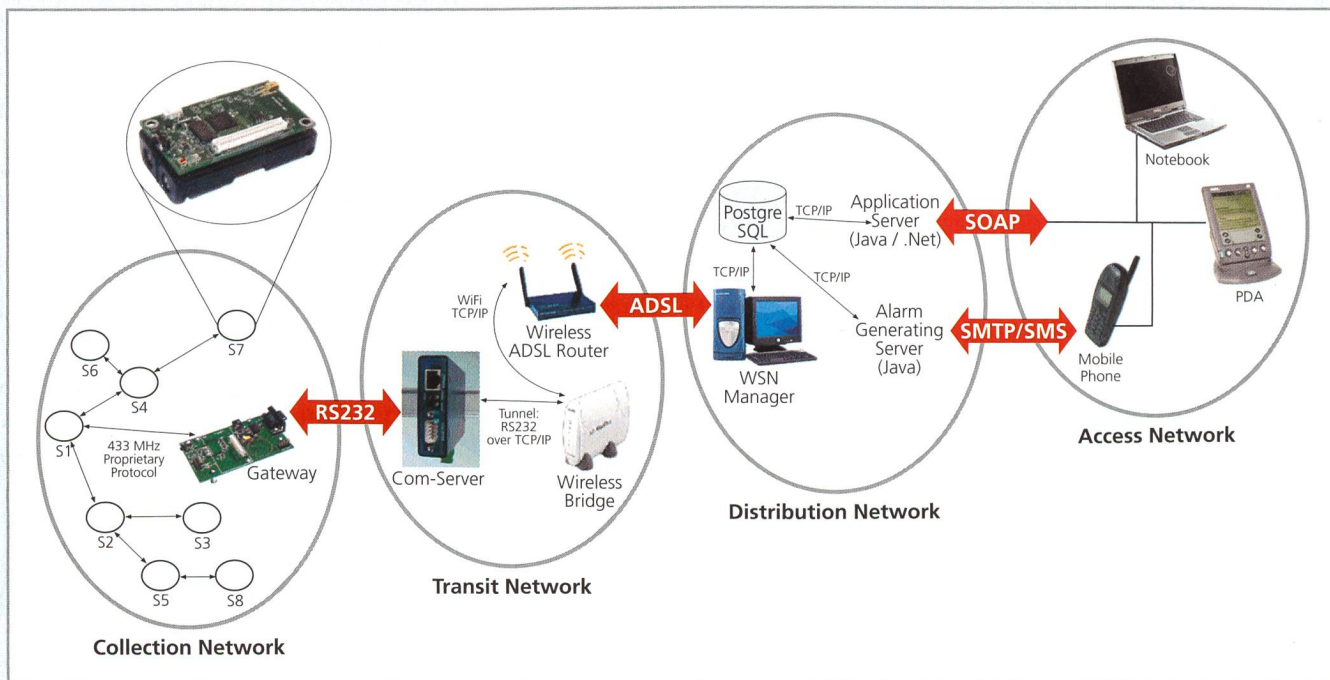 S7
S6
S4
S1
433 MHz
Proprietary
Protocol
Gateway
S2
S3
S5
S8
Collection Network
RS232
WiFi
TCP/IP
Wireless
ADSL Router
Com-Server
Tunnel:
RS232
over TCP/IP
Wireless
Bridge
Transit Network
ADSL
Postgre
SQL
TCP/IP
Application
Server
(Java / .Net)
TCP/IP
TCP/IP
WSN
Manager
Alarm
Generating
Server
(Java)
Distribution Network
SOAP
SMTP/SMS
Notebook
PDA
Mobile
Phone
Access Network